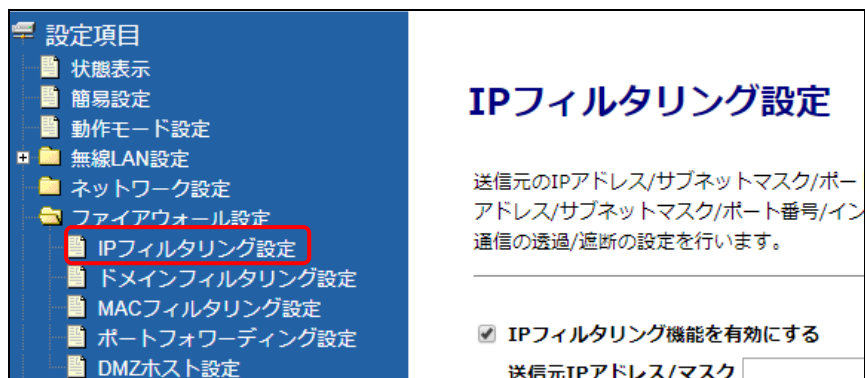 設定項目
状態表示
簡易設定
動作モード設定
無線LAN設定
ネットワーク設定
ファイアウォール設定
IPフィルタリング設定
ドメインフィルタリング設定
MACフィルタリング設定
ポートフォワーディング設定
DMZホスト設定
IPフィルタリング設定
送信元のIPアドレス/サブネットマスク/ポー
アドレス/サブネットマスク/ポート番号/イン
通信の透過/遮断の設定を行います。
IPフィルタリング機能を有効にする
送信元IPアドレス/マスク